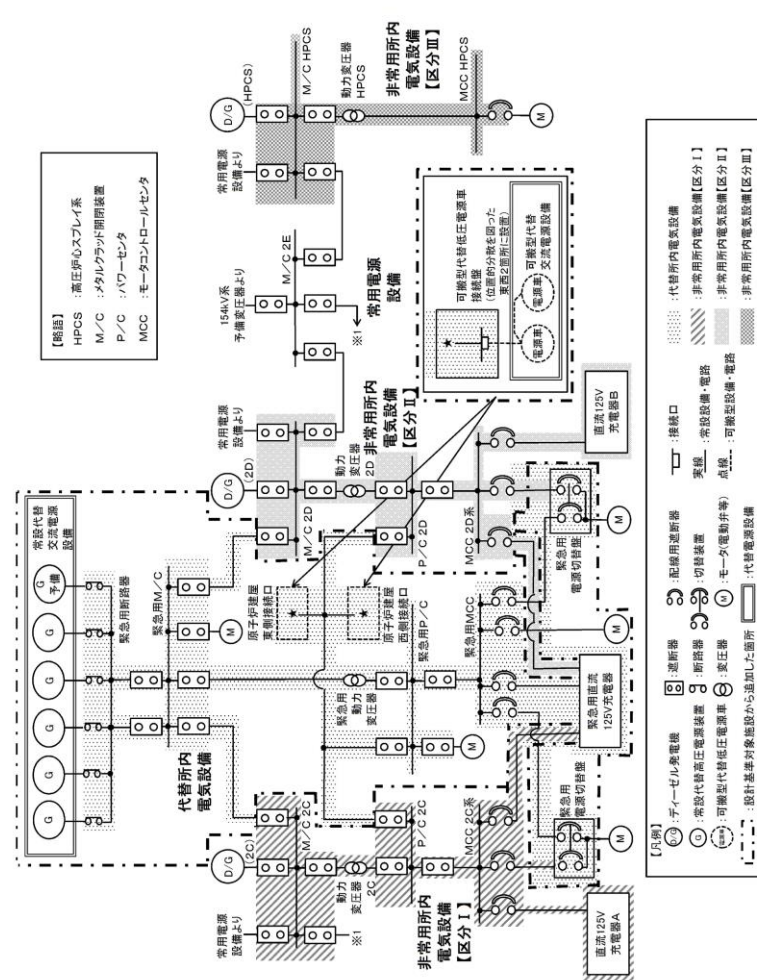 【略語】
HPCS :高圧炉心スプレイ系
M/C :メタルクラッド開閉装置
P/C :パワーセンタ
MCC :モータコントロールセンタ
常設代替
交流電源
設備
G
G
G
G
G
G
予備
緊急用断路器
緊急用M/C
代替所内
電気設備
M
D/G
(2C)
常用電源
設備より
※1
M/C 2C
動力
変圧器
2C
P/C 2C
非常用所内
電気設備
【区分Ⅰ】
MCC 2C系
直流125V
充電器A
緊急用
電源切替盤
M
緊急用
動力
変圧器
M
緊急用P/C
緊急用MCC
M
緊急用直流
125V充電器
原子炉建屋
東側接続口
★
原子炉建屋
西側接続口
★
D/G
(2D)
常用電源
設備より
M/C 2D
動力
変圧器
2D
P/C 2D
非常用所内
電気設備
【区分Ⅱ】
MCC 2D系
直流125V
充電器B
緊急用
電源切替盤
M
154kV系
予備変圧器より
M/C 2E
※1
常用電源
設備
可搬型代替低圧電源車
接続盤
(位置的分散を図った
東西2箇所に設置)
★
可搬型代替
交流電源設備
電源車
電源車
常用電源
設備より
D/G
(HPCS)
M/C HPCS
動力変圧器
HPCS
非常用所内
電気設備
【区分Ⅲ】
MCC HPCS
M
【凡例】
D/G :ディーゼル発電機
G :常設代替高圧電源装置
電源車 :可搬型代替低圧電源車
:設計基準対象施設から追加した箇所
:遮断器
:断路器
:変圧器
:代替電源設備
:配線用遮断器
:切替装置
M :モータ(電動弁等)
:接続口
実線 :常設設備・電路
点線 :可搬型設備・電路
:代替所内電気設備
:非常用所内電気設備【区分Ⅰ】
:非常用所内電気設備【区分Ⅱ】
:非常用所内電気設備【区分Ⅲ】